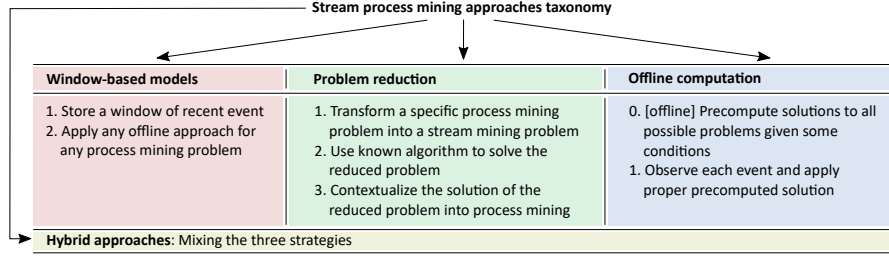 Stream process mining approaches taxonomy
Window-based models
1. Store a window of recent event
2. Apply any offline approach for
any process mining problem
Problem reduction
1. Transform a specific process mining
problem into a stream mining problem
2. Use known algorithm to solve the
reduced problem
3. Contextualize the solution of the
reduced problem into process mining
Offline computation
0. [offline] Precompute solutions to all
possible problems given some
conditions
1. Observe each event and apply
proper precomputed solution
Hybrid approaches: Mixing the three strategies